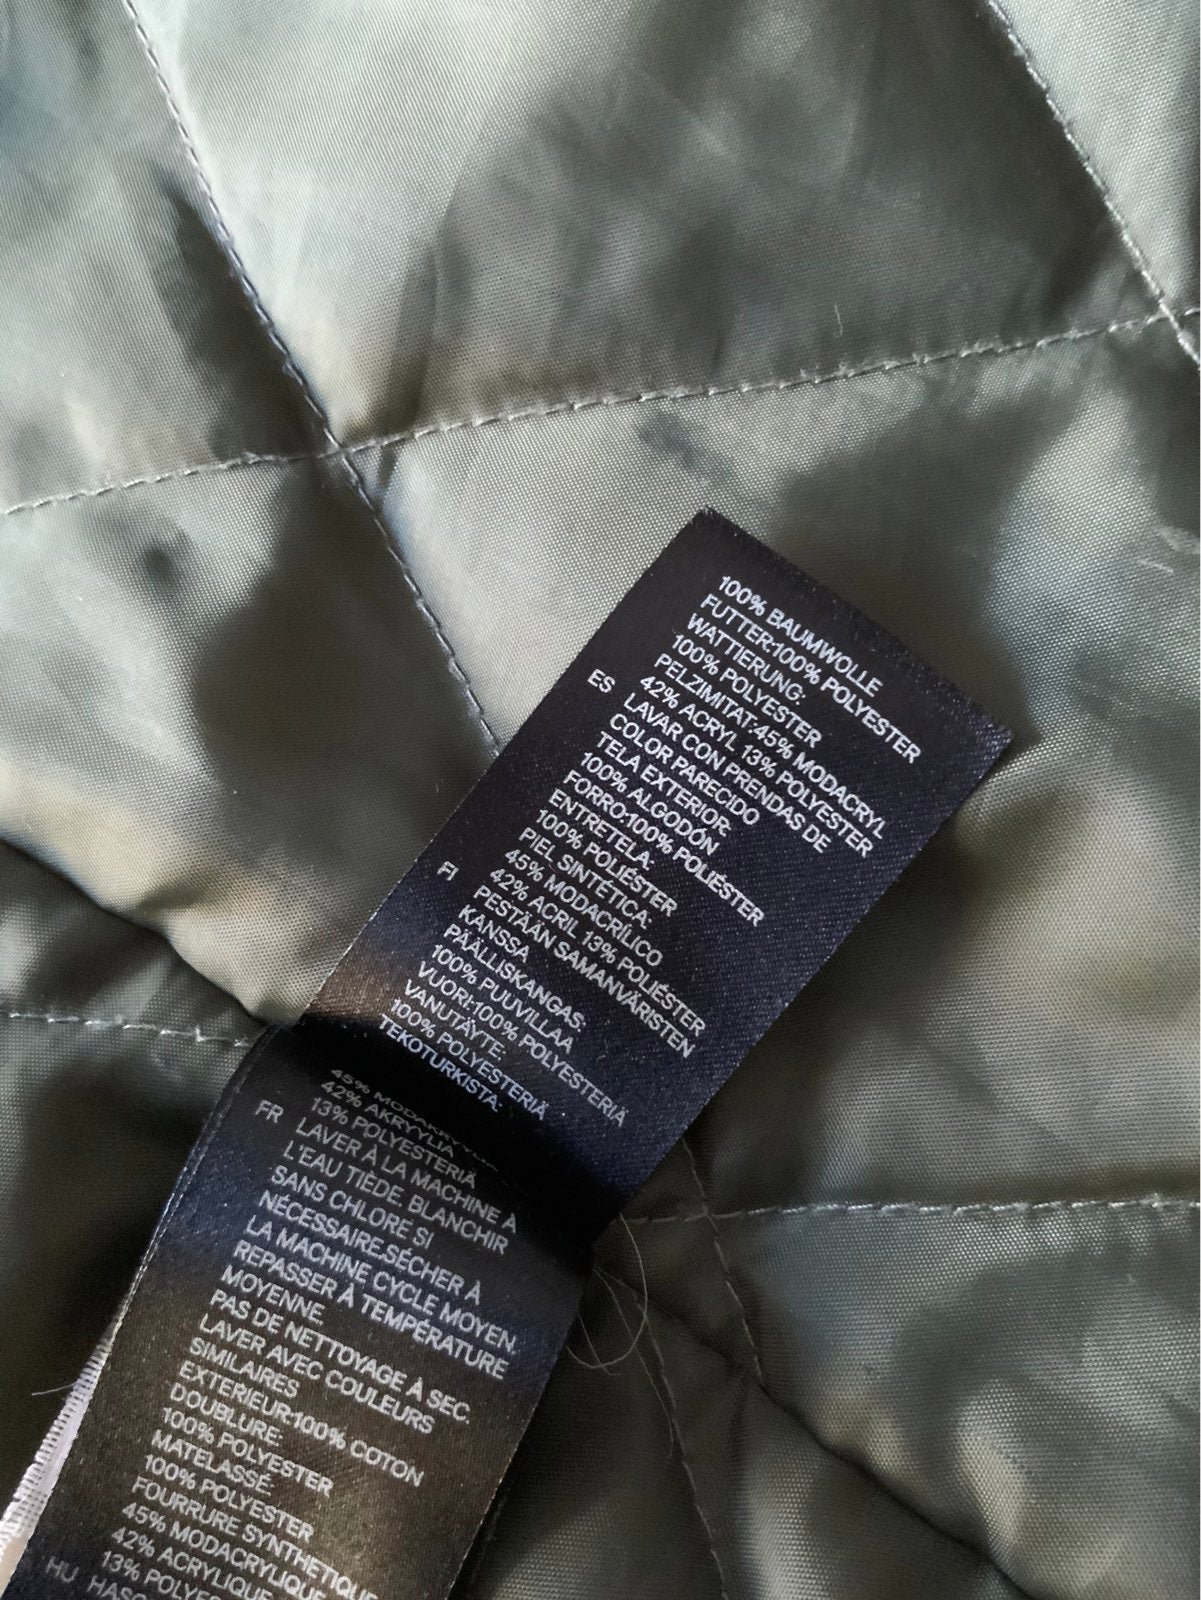 100% BAUMWOLLE
FUTTER:100% POLYESTER
WATTIERUNG:
100% POLYESTER
PELZIMITAT:45% MODACRYL
42% ACRYL 13% POLYESTER
ES LAVAR CON PRENDAS DE
COLOR PARECIDO
TELA EXTERIOR:
100% ALGODÓN
FORRO:100% POLIÉSTER
ENTRETELA:
100% POLIÉSTER
PIEL SINTÉTICA:
45% MODACRÍLICO
42% ACRIL 13% POLIÉSTER
FI PESTÄÄN SAMANVÄRISTEN
KANSSA
PÄÄLLISKANGAS:
100% PUUVILLAA
VUORI:100% POLYESTERIÄ
VANUTÄYTE:
100% POLYESTERIÄ
TEKOTURKISTA:
45%
42% AKRYYLIA
13% POLYESTERIÄ
FR LAVER À LA MACHINE À
L'EAU TIÈDE BLANCHIR
SANS CHLORE SI
NÉCESSAIRE.SÉCHER À
LA MACHINE CYCLE MOYEN.
REPASSER À TEMPÉRATURE
MOYENNE.
PAS DE NETTOYAGE À SEC.
LAVER AVEC COULEURS
SIMILAIRES
EXTERIEUR:100% COTON
DOUBLURE:
100% POLYESTER
MATELASSÉ:
100% POLYESTER
FOURRURE SYNTHETIQUE
45% MODACRYLIQUE
42% ACRYLIQUE
13%
HU